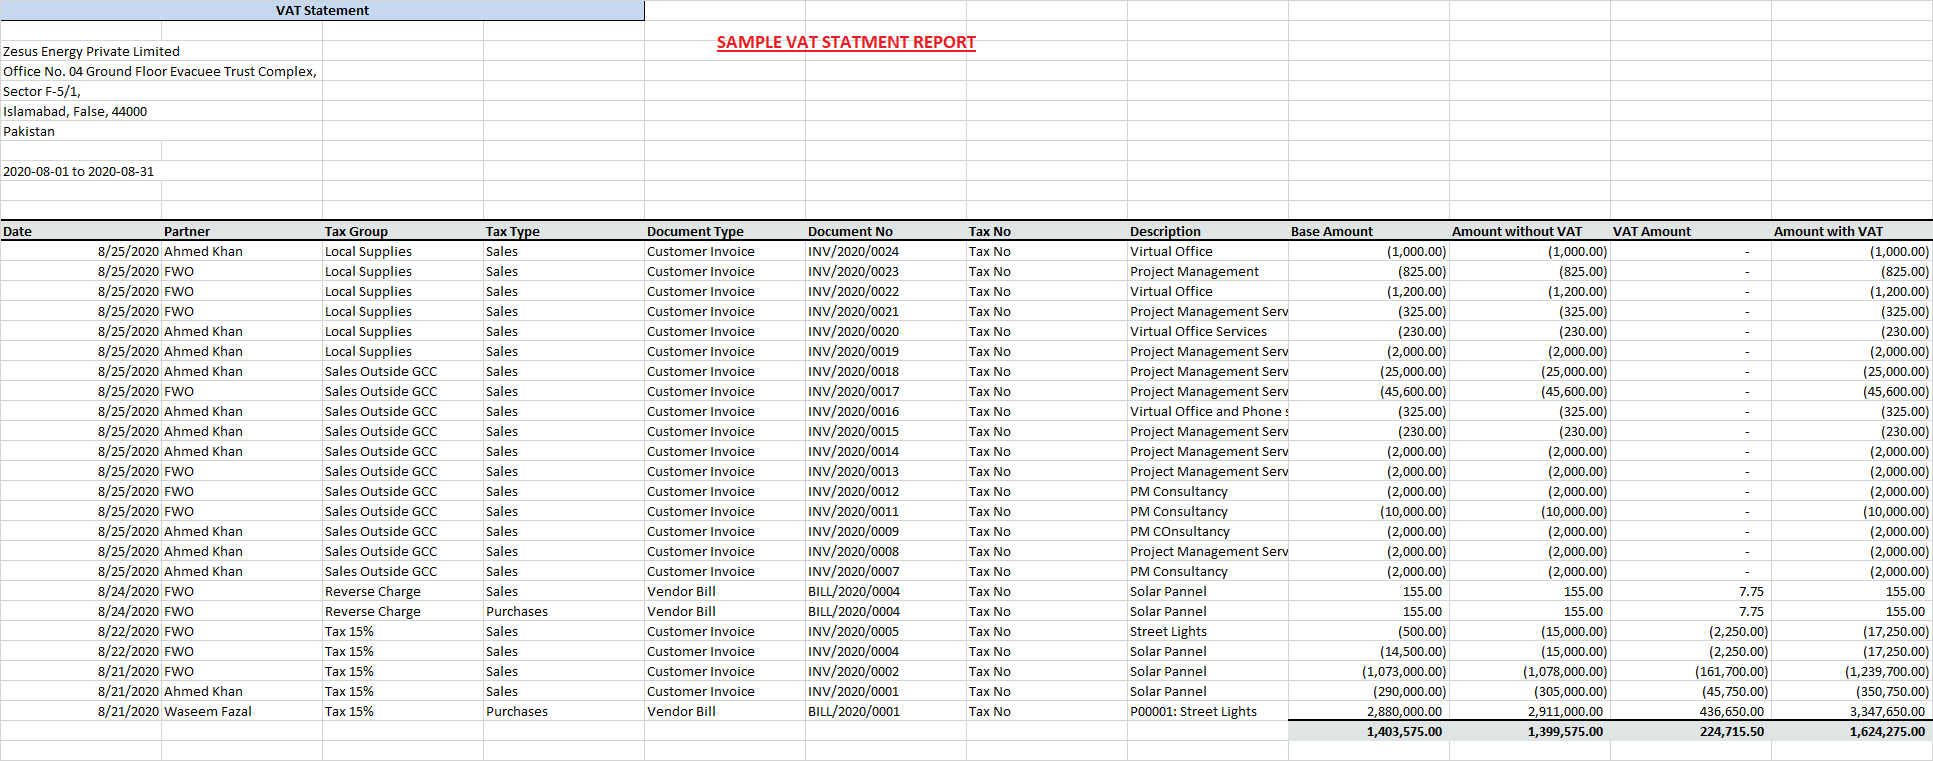 VAT Statement
SAMPLE VAT STATMENT REPORT
Zesus Energy Private Limited
Office No. 04 Ground Floor Evacuee Trust Complex,
Sector F-5/1,
Islamabad, False, 44000
Pakistan
2020-08-01 to 2020-08-31
Date Partner Tax Group Tax Type Document Type Document No Tax No Description Base Amount Amount without VAT VAT Amount Amount with VAT
8/25/2020 Ahmed Khan Local Supplies Sales Customer Invoice INV/2020/0024 Tax No Virtual Office (1,000.00) (1,000.00) - (1,000.00)
8/25/2020 FWO Local Supplies Sales Customer Invoice INV/2020/0023 Tax No Project Management (825.00) (825.00) - (825.00)
8/25/2020 FWO Local Supplies Sales Customer Invoice INV/2020/0022 Tax No Virtual Office (1,200.00) (1,200.00) - (1,200.00)
8/25/2020 FWO Local Supplies Sales Customer Invoice INV/2020/0021 Tax No Project Management Serv (325.00) (325.00) - (325.00)
8/25/2020 Ahmed Khan Local Supplies Sales Customer Invoice INV/2020/0020 Tax No Virtual Office Services (230.00) (230.00) - (230.00)
8/25/2020 Ahmed Khan Local Supplies Sales Customer Invoice INV/2020/0019 Tax No Project Management Serv (2,000.00) (2,000.00) - (2,000.00)
8/25/2020 Ahmed Khan Sales Outside GCC Sales Customer Invoice INV/2020/0018 Tax No Project Management Serv (25,000.00) (25,000.00) - (25,000.00)
8/25/2020 FWO Sales Outside GCC Sales Customer Invoice INV/2020/0017 Tax No Project Management Serv (45,600.00) (45,600.00) - (45,600.00)
8/25/2020 Ahmed Khan Sales Outside GCC Sales Customer Invoice INV/2020/0016 Tax No Virtual Office and Phone s (325.00) (325.00) - (325.00)
8/25/2020 Ahmed Khan Sales Outside GCC Sales Customer Invoice INV/2020/0015 Tax No Project Management Serv (230.00) (230.00) - (230.00)
8/25/2020 Ahmed Khan Sales Outside GCC Sales Customer Invoice INV/2020/0014 Tax No Project Management Serv (2,000.00) (2,000.00) - (2,000.00)
8/25/2020 FWO Sales Outside GCC Sales Customer Invoice INV/2020/0013 Tax No Project Management Serv (2,000.00) (2,000.00) - (2,000.00)
8/25/2020 FWO Sales Outside GCC Sales Customer Invoice INV/2020/0012 Tax No PM Consultancy (2,000.00) (2,000.00) - (2,000.00)
8/25/2020 FWO Sales Outside GCC Sales Customer Invoice INV/2020/0011 Tax No PM Consultancy (10,000.00) (10,000.00) - (10,000.00)
8/25/2020 Ahmed Khan Sales Outside GCC Sales Customer Invoice INV/2020/0009 Tax No PM COnsultancy (2,000.00) (2,000.00) - (2,000.00)
8/25/2020 Ahmed Khan Sales Outside GCC Sales Customer Invoice INV/2020/0008 Tax No Project Management Serv (2,000.00) (2,000.00) - (2,000.00)
8/25/2020 Ahmed Khan Sales Outside GCC Sales Customer Invoice INV/2020/0007 Tax No PM Consultancy (2,000.00) (2,000.00) - (2,000.00)
8/24/2020 FWO Reverse Charge Sales Vendor Bill BILL/2020/0004 Tax No Solar Pannel 155.00 155.00 7.75 155.00
8/24/2020 FWO Reverse Charge Purchases Vendor Bill BILL/2020/0004 Tax No Solar Pannel 155.00 155.00 7.75 155.00
8/22/2020 FWO Tax 15% Sales Customer Invoice INV/2020/0005 Tax No Street Lights (500.00) (15,000.00) (2,250.00) (17,250.00)
8/22/2020 FWO Tax 15% Sales Customer Invoice INV/2020/0004 Tax No Solar Pannel (14,500.00) (15,000.00) (2,250.00) (17,250.00)
8/21/2020 FWO Tax 15% Sales Customer Invoice INV/2020/0002 Tax No Solar Pannel (1,073,000.00) (1,078,000.00) (161,700.00) (1,239,700.00)
8/21/2020 Ahmed Khan Tax 15% Sales Customer Invoice INV/2020/0001 Tax No Solar Pannel (290,000.00) (305,000.00) (45,750.00) (350,750.00)
8/21/2020 Waseem Fazal Tax 15% Purchases Vendor Bill BILL/2020/0001 Tax No P00001: Street Lights 2,880,000.00 2,911,000.00 436,650.00 3,347,650.00
1,403,575.00 1,399,575.00 224,715.50 1,624,275.00